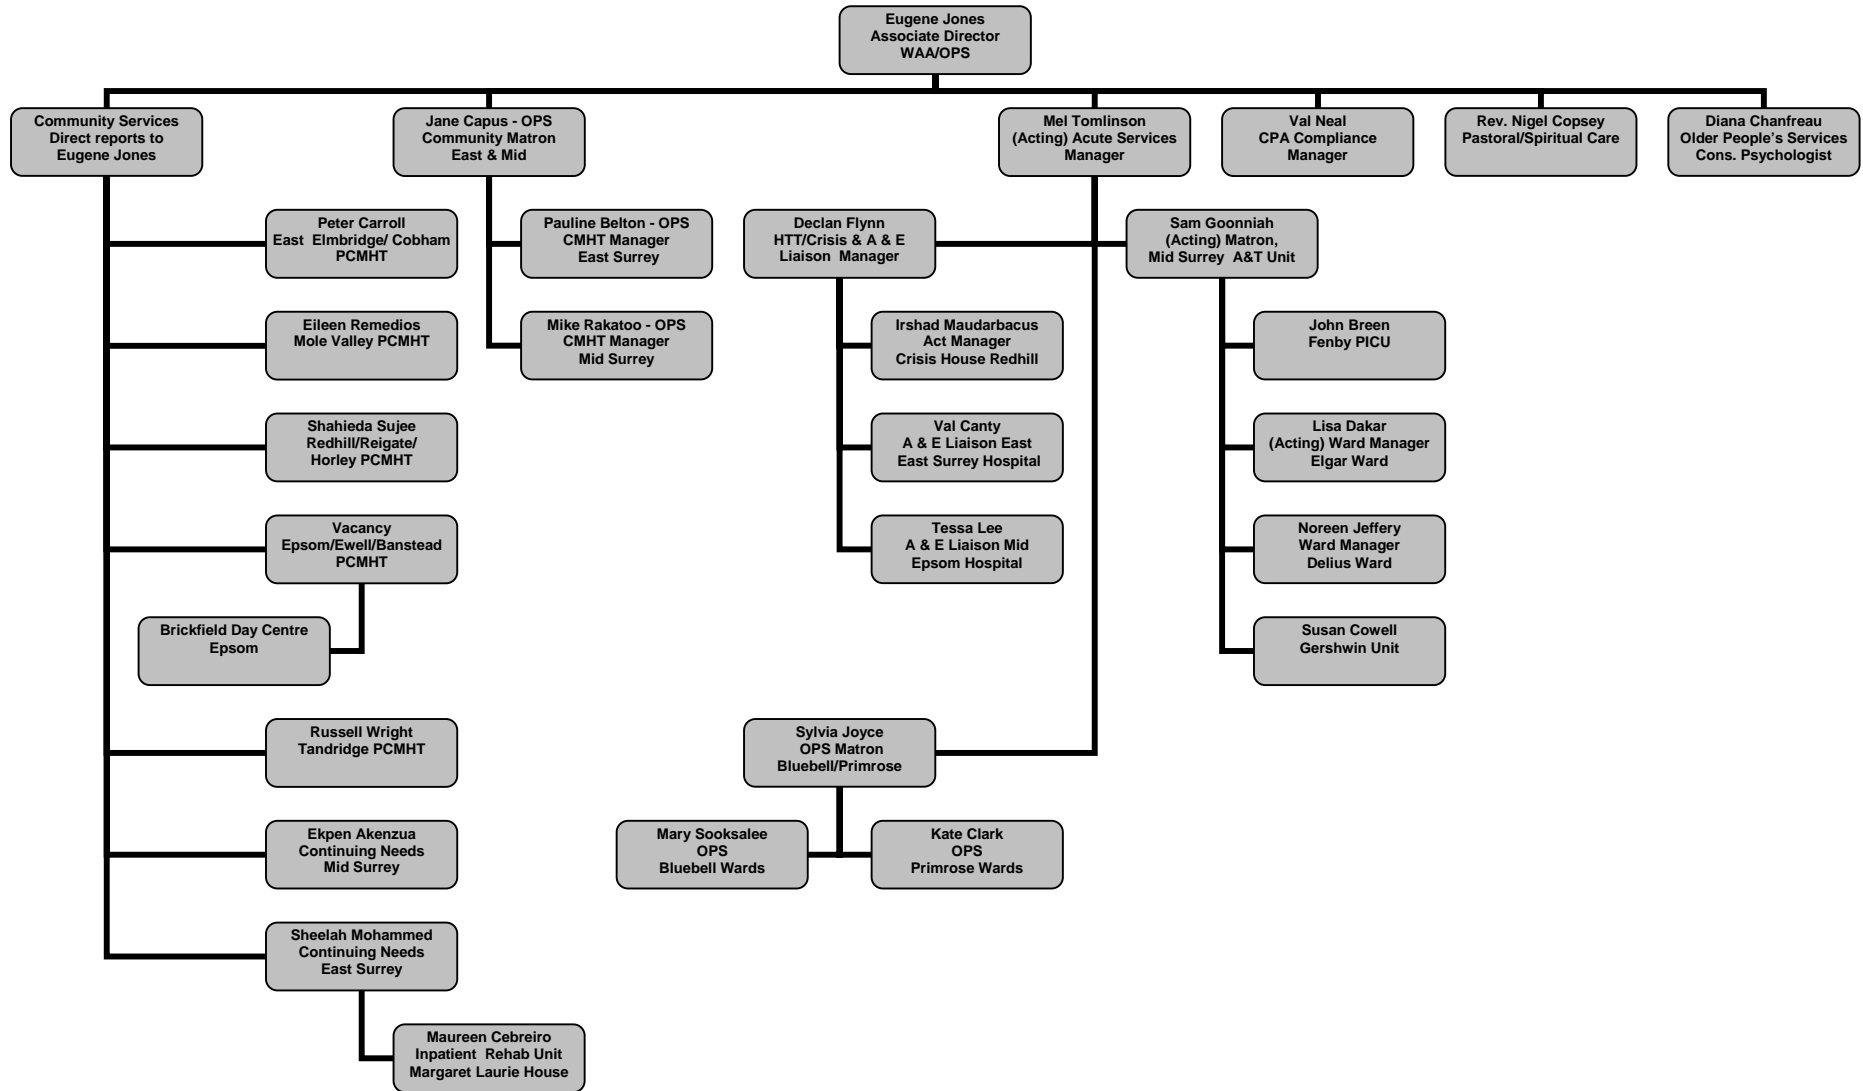 Eugene Jones
Associate Director
WAA/OPS
Community Services
Direct reports to
Eugene Jones
Jane Capus - OPS
Community Matron
East & Mid
Mel Tomlinson
(Acting) Acute Services
Manager
Val Neal
CPA Compliance
Manager
Rev. Nigel Copsey
Pastoral/Spiritual Care
Diana Chanfreau
Older People’s Services
Cons. Psychologist
Peter Carroll
East Elmbridge/ Cobham
PCMHT
Pauline Belton - OPS
CMHT Manager
East Surrey
Declan Flynn
HTT/Crisis & A & E
Liaison Manager
Sam Goonniah
(Acting) Matron,
Mid Surrey A&T Unit
Eileen Remedios
Mole Valley PCMHT
Mike Rakatoo - OPS
CMHT Manager
Mid Surrey
Irshad Maudarbacus
Act Manager
Crisis House Redhill
John Breen
Fenby PICU
Shahieda Sujee
Redhill/Reigate/
Horley PCMHT
Val Canty
A & E Liaison East
East Surrey Hospital
Lisa Dakar
(Acting) Ward Manager
Elgar Ward
Vacancy
Epsom/Ewell/Banstead
PCMHT
Tessa Lee
A & E Liaison Mid
Epsom Hospital
Noreen Jeffery
Ward Manager
Delius Ward
Brickfield Day Centre
Epsom
Susan Cowell
Gershwin Unit
Russell Wright
Tandridge PCMHT
Sylvia Joyce
OPS Matron
Bluebell/Primrose
Ekpen Akenzua
Continuing Needs
Mid Surrey
Mary Sooksalee
OPS
Bluebell Wards
Kate Clark
OPS
Primrose Wards
Sheelah Mohammed
Continuing Needs
East Surrey
Maureen Cebreiro
Inpatient Rehab Unit
Margaret Laurie House